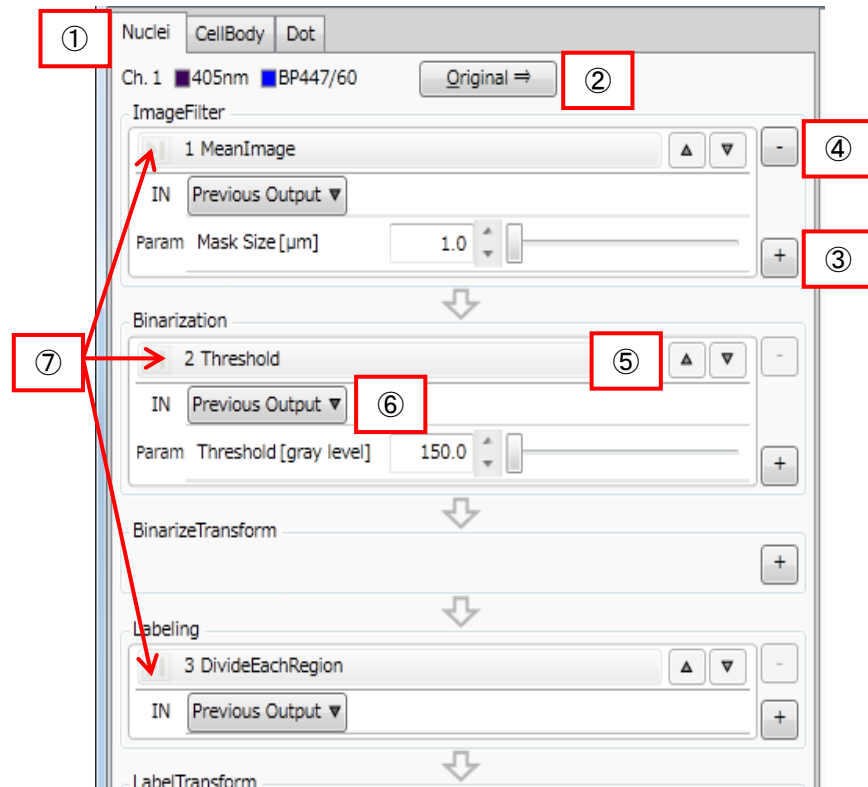 ①
Nuclei CellBody Dot
Ch. 1 405nm BP447/60 Original ⇒ ②
ImageFilter
1 MeanImage - ④
IN Previous Output ▼
Param Mask Size [µm] 1.0 + ③
Binarization
⑦ 2 Threshold ⑤ -
IN Previous Output ▼ ⑥
Param Threshold [gray level] 150.0 +
BinarizeTransform
+
Labeling
3 DivideEachRegion -
IN Previous Output ▼ +
LabelTransform